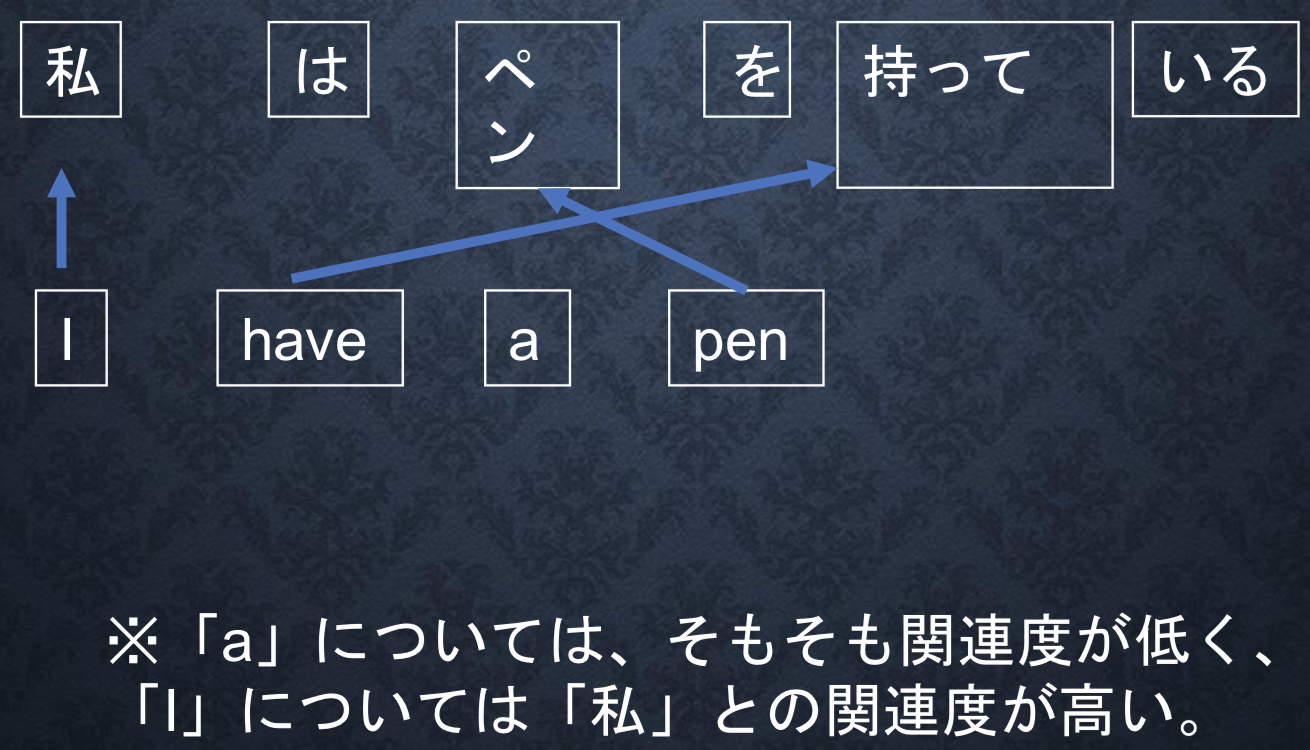 私 は ペ を 持って いる
ン
I have a pen
※「a」については、そもそも関連度が低く、
「I」については「私」との関連度が高い。